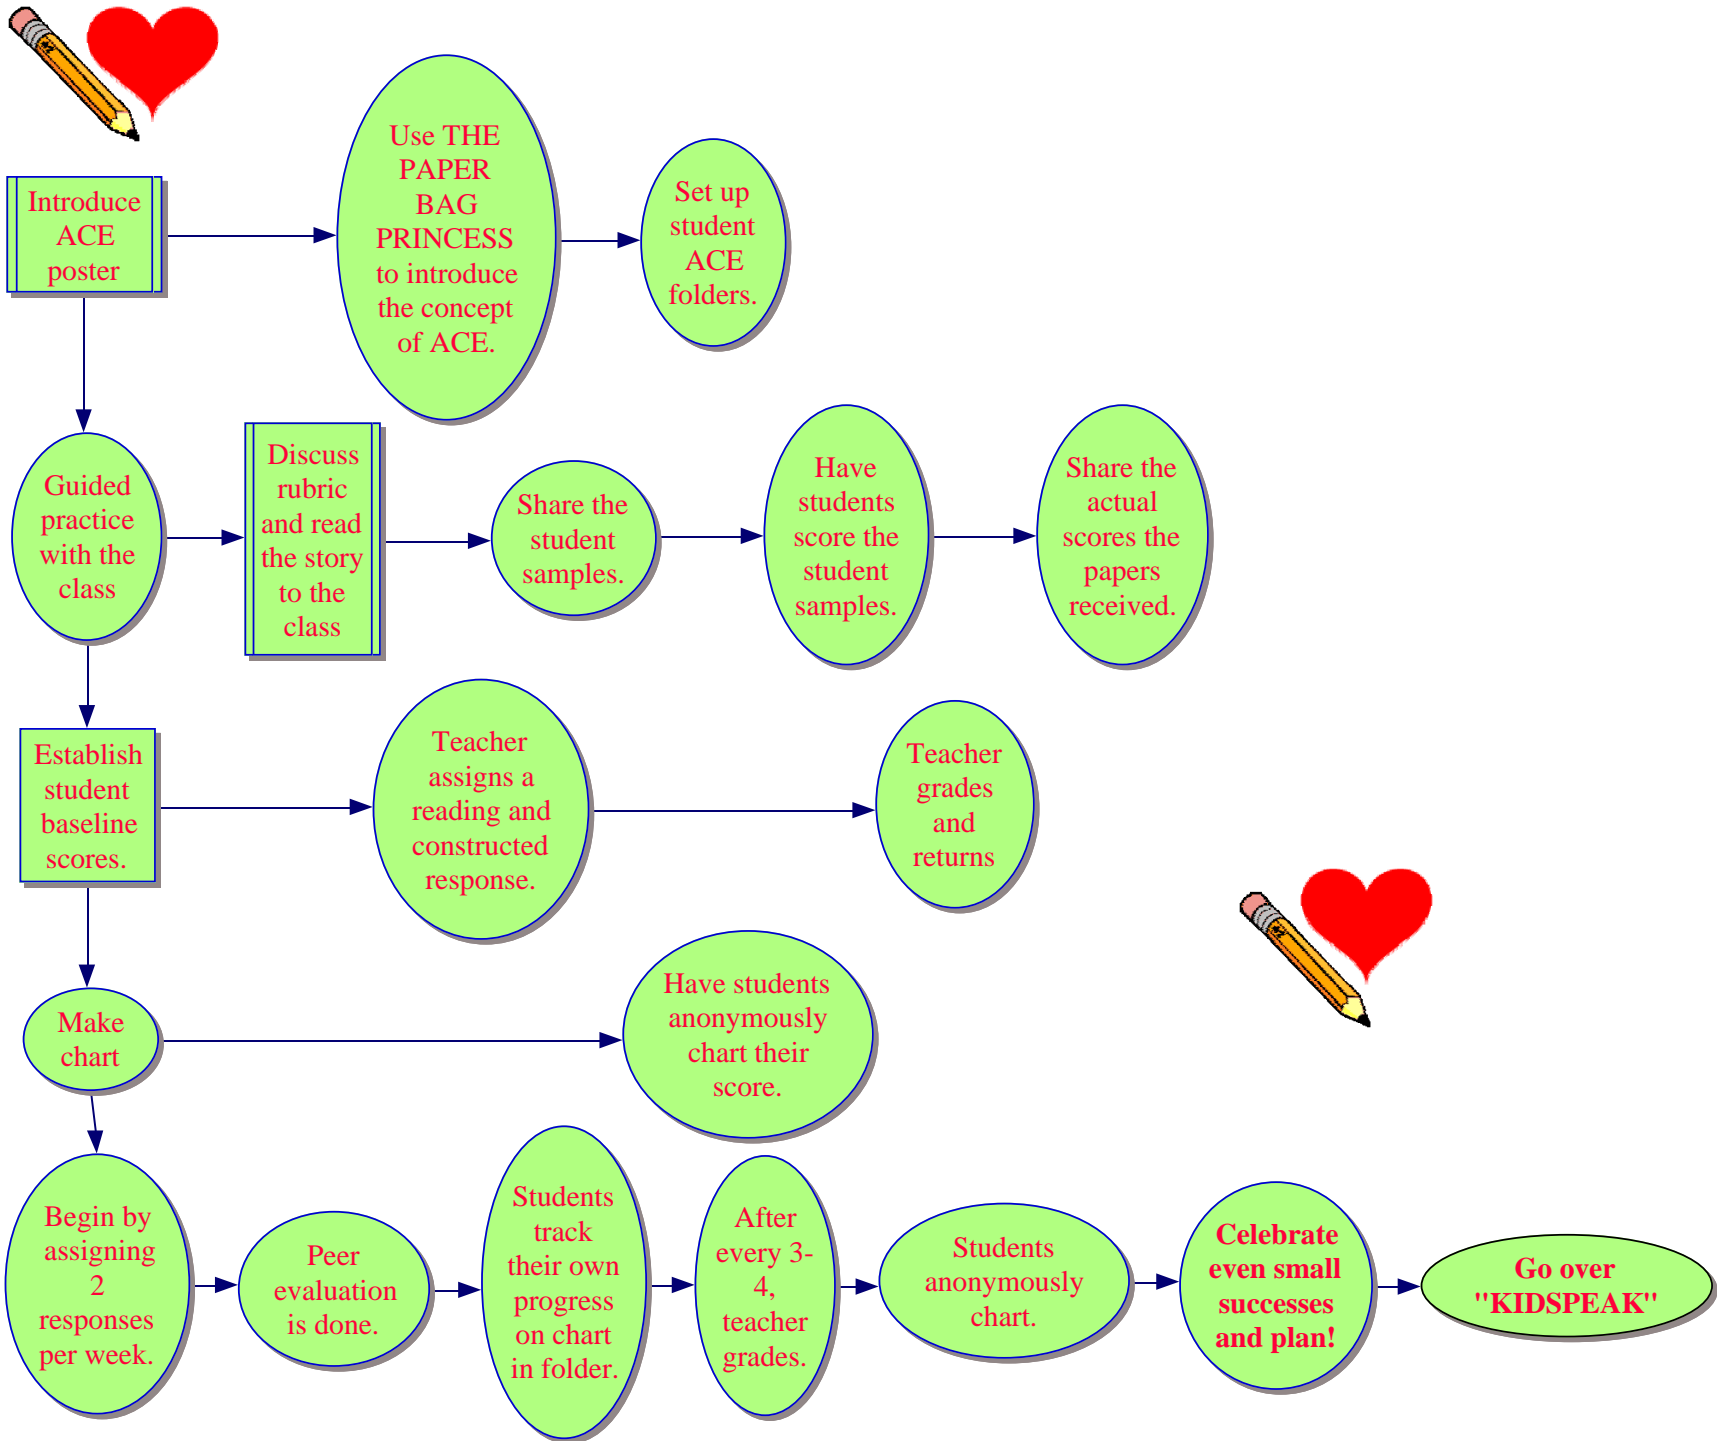 Introduce
ACE
poster
Use THE
PAPER
BAG
PRINCESS
to introduce
the concept
of ACE.
Set up
student
ACE
folders.
Guided
practice
with the
class
Discuss
rubric
and read
the story
to the
class
Share the
student
samples.
Have
students
score the
student
samples.
Share the
actual
scores the
papers
received.
Establish
student
baseline
scores.
Teacher
assigns a
reading and
constructed
response.
Teacher
grades
and
returns
Make
chart
Have students
anonymously
chart their
score.
Begin by
assigning
2
responses
per week.
Peer
evaluation
is done.
Students
track
their own
progress
on chart
in folder.
After
every 3-
4,
teacher
grades.
Students
anonymously
chart.
Celebrate
even small
successes
and plan!
Go over
"KIDSPEAK"